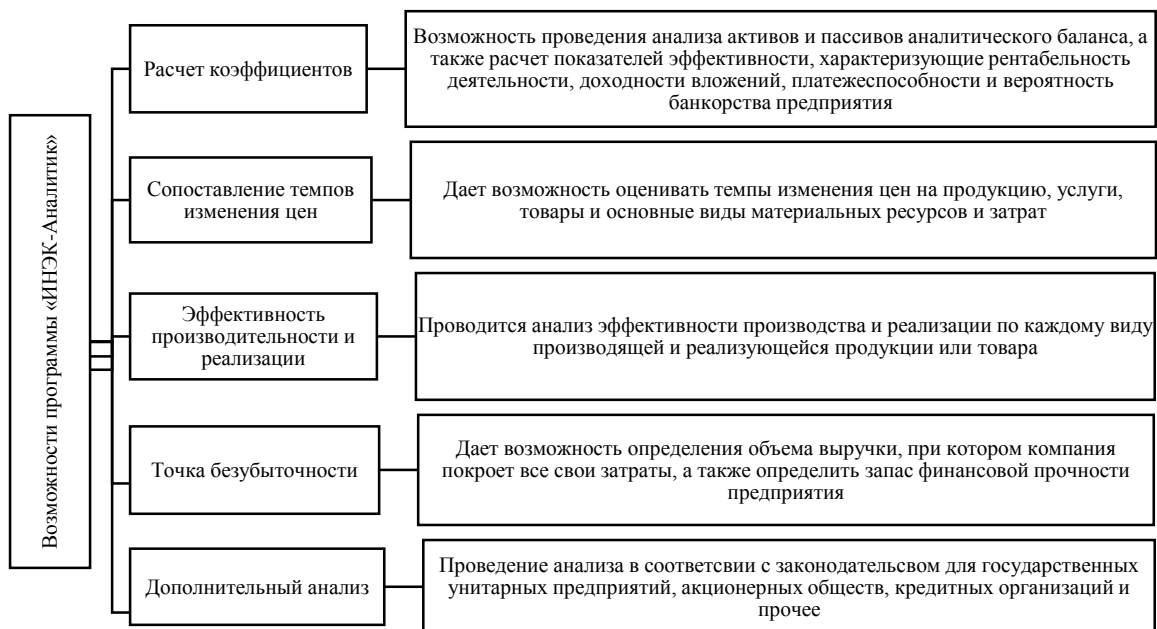 Возможности программы «ИНЭК-Аналитик»
Расчет коэффициентов
Возможность проведения анализа активов и пассивов аналитического баланса, а
также расчет показателей эффективности, характеризующие рентабельность
деятельности, доходности вложений, платежеспособности и вероятность
банкорства предприятия
Сопоставление темпов
изменения цен
Дает возможность оценивать темпы изменения цен на продукцию, услуги,
товары и основные виды материальных ресурсов и затрат
Эффективность
производительности и
реализации
Проводится анализ эффективности производства и реализации по каждому виду
производящей и реализующейся продукции или товара
Точка безубыточности
Дает возможность определения объема выручки, при котором компания
покроет все свои затраты, а также определить запас финансовой прочности
предприятия
Дополнительный анализ
Проведение анализа в соответсвии с законодательсвом для государственных
унитарных предприятий, акционерных обществ, кредитных организаций и
прочее